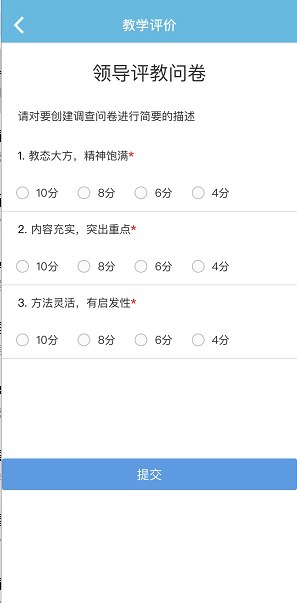 教学评价
领导评教问卷
请对要创建调查问卷进行简要的描述
1. 教态大方，精神饱满*
10分 8分 6分 4分
2. 内容充实，突出重点*
10分 8分 6分 4分
3. 方法灵活，有启发性*
10分 8分 6分 4分
提交